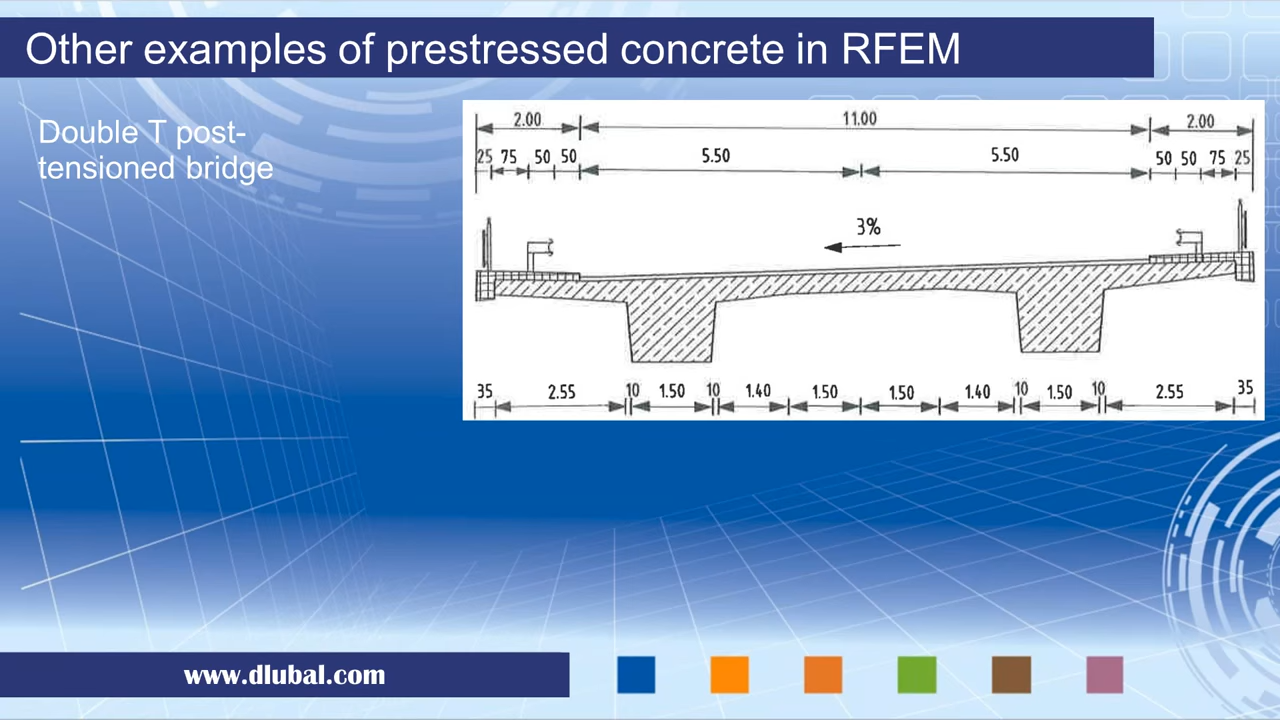 Other examples of prestressed concrete in RFEM
Double T post-
tensioned bridge
2.00 11.00 2.00
25 75 50 50 5.50 5.50 50 50 75 25
3%
35 2.55 10 1.50 10 1.40 1.50 1.50 1.40 10 1.50 10 2.55 35
www.dlubal.com